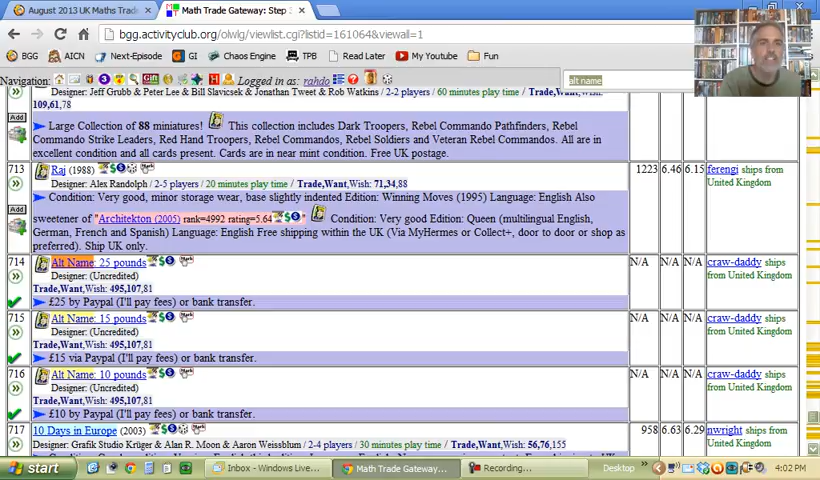 August 2013 UK Maths Trad
Math Trade Gateway: Step 3
bgg.activityclub.org/olwlg/viewlist.cgi?listid=161064&viewall=1
BGG
ACIN
Next-Episode
GI
Chaos Engine
TPB
Read Later
My Youtube
Fun
Navigation:
Logged in as: rahdo
alt name
Designer: Jeff Grubb & Peter Lee & Bill Slavicsek & Jonathan Tweet & Rob Watkins / 2-2 players / 60 minutes play time / Trade,Want,Wish:
109,61,78
Add
Large Collection of 88 miniatures! This collection includes Dark Troopers, Rebel Commando Pathfinders, Rebel
Commando Strike Leaders, Red Hand Troopers, Rebel Commandos, Rebel Soldiers and Veteran Rebel Commandos. All are in
excellent condition and all cards present. Cards are in near mint condition. Free UK postage.
713 Raj (1988) 1223 6.46 6.15 ferengi ships
from United
Kingdom
Designer: Alex Randolph / 2-5 players / 20 minutes play time / Trade,Want,Wish: 71,34,88
Add
Condition: Very good, minor storage wear, base slightly indented Edition: Winning Moves (1995) Language: English Also
sweetener of "Architekton (2005) rank=4992 rating=5.64 " Condition: Very good Edition: Queen (multilingual English,
German, French and Spanish) Language: English Free shipping within the UK (Via MyHermes or Collect+, door to door or shop as
preferred). Ship UK only.
714 Alt Name: 25 pounds N/A N/A N/A craw-daddy ships
from United Kingdom
Designer: (Uncredited)
Trade,Want,Wish: 495,107,81
£25 by Paypal (I'll pay fees) or bank transfer.
715 Alt Name: 15 pounds N/A N/A N/A craw-daddy ships
from United Kingdom
Designer: (Uncredited)
Trade,Want,Wish: 495,107,81
£15 via Paypal (I'll pay fees) or bank transfer.
716 Alt Name: 10 pounds N/A N/A N/A craw-daddy ships
from United Kingdom
Designer: (Uncredited)
Trade,Want,Wish: 495,107,81
£10 by Paypal (I'll pay fees) or bank transfer.
717 10 Days in Europe (2003) 958 6.63 6.29 nwright ships from
United Kingdom
Designer: Grafik Studio Krüger & Alan R. Moon & Aaron Weissblum / 2-4 players / 30 minutes play time / Trade,Want,Wish: 56,76,155
start
Inbox - Windows Live...
Math Trade Gateway...
Recording...
Desktop
4:02 PM